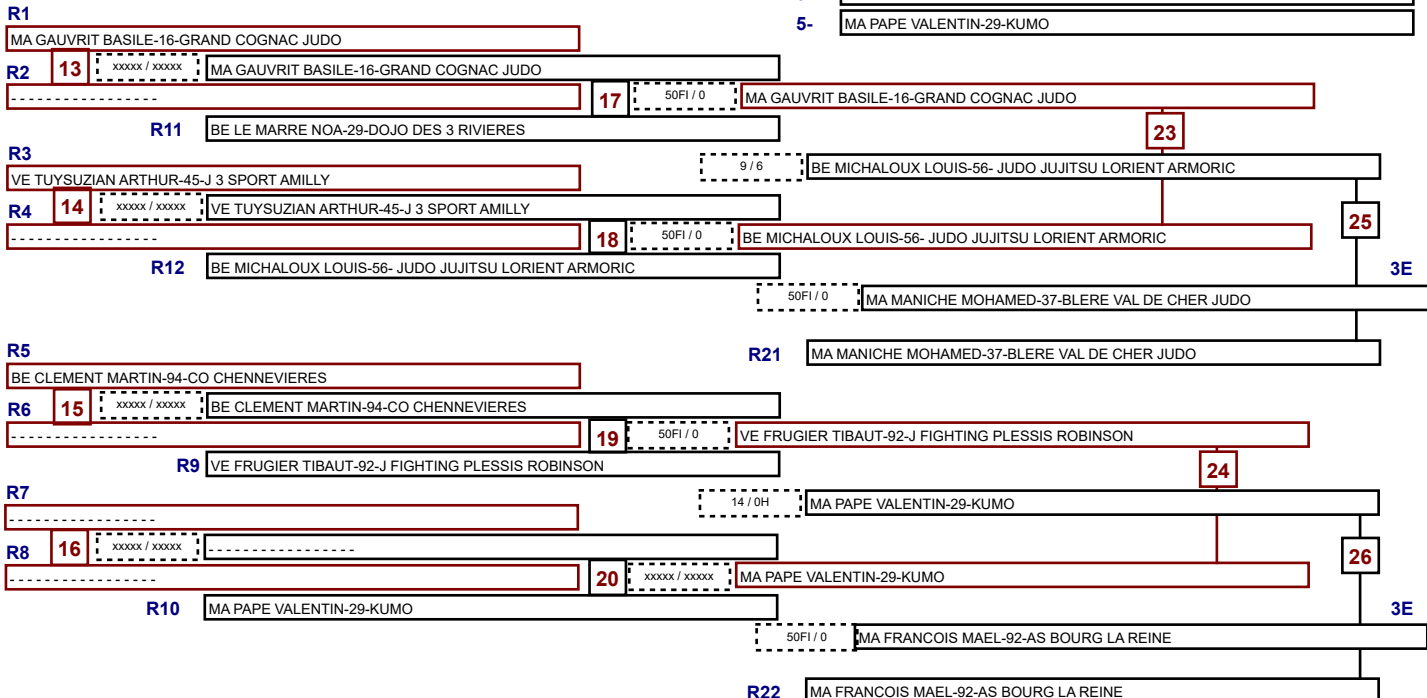 R1
5-
MA PAPE VALENTIN-29-KUMO
MA GAUVRIT BASILE-16-GRAND COGNAC JUDO
R2
13
xxxxx / xxxxx
MA GAUVRIT BASILE-16-GRAND COGNAC JUDO
- - - - - - - - - - - - - - - - -
17
50FI / 0
MA GAUVRIT BASILE-16-GRAND COGNAC JUDO
R11
BE LE MARRE NOA-29-DOJO DES 3 RIVIERES
23
R3
9 / 6
BE MICHALOUX LOUIS-56- JUDO JUJITSU LORIENT ARMORIC
VE TUYSUZIAN ARTHUR-45-J 3 SPORT AMILLY
R4
14
xxxxx / xxxxx
VE TUYSUZIAN ARTHUR-45-J 3 SPORT AMILLY
25
- - - - - - - - - - - - - - - - -
18
50FI / 0
BE MICHALOUX LOUIS-56- JUDO JUJITSU LORIENT ARMORIC
R12
BE MICHALOUX LOUIS-56- JUDO JUJITSU LORIENT ARMORIC
3E
50FI / 0
MA MANICHE MOHAMED-37-BLERE VAL DE CHER JUDO
R5
R21
MA MANICHE MOHAMED-37-BLERE VAL DE CHER JUDO
BE CLEMENT MARTIN-94-CO CHENNEVIERES
R6
15
xxxxx / xxxxx
BE CLEMENT MARTIN-94-CO CHENNEVIERES
- - - - - - - - - - - - - - - - -
19
50FI / 0
VE FRUGIER TIBAUT-92-J FIGHTING PLESSIS ROBINSON
R9
VE FRUGIER TIBAUT-92-J FIGHTING PLESSIS ROBINSON
24
R7
14 / 0H
MA PAPE VALENTIN-29-KUMO
- - - - - - - - - - - - - - - - -
R8
16
xxxxx / xxxxx
- - - - - - - - - - - - - - - - -
26
- - - - - - - - - - - - - - - - -
20
xxxxx / xxxxx
MA PAPE VALENTIN-29-KUMO
R10
MA PAPE VALENTIN-29-KUMO
3E
50FI / 0
MA FRANCOIS MAEL-92-AS BOURG LA REINE
R22
MA FRANCOIS MAEL-92-AS BOURG LA REINE